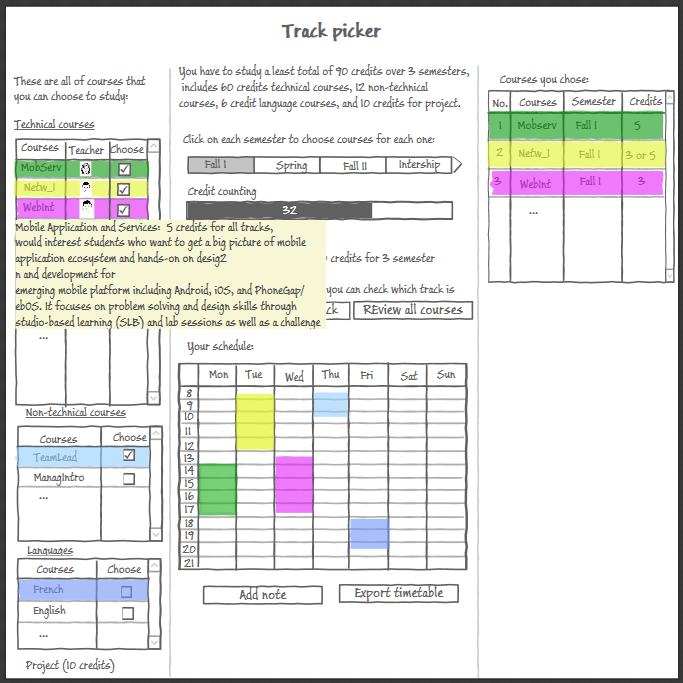 Track picker
These are all of courses that
you can choose to study:
Technical courses
Courses Teacher Choose
MobServ
Netw_I
WebInt
Mobile Application and Services: 5 credits for all tracks,
would interest students who want to get a big picture of mobile
application ecosystem and hands-on on desig2
n and development for
emerging mobile platform including Android, iOS, and PhoneGap/
ebOS. It focuses on problem solving and design skills through
studio-based learning (SLB) and lab sessions as well as a challenge
...
Non-technical courses
Courses Choose
TeamLead
ManagIntro
...
Languages
Courses Choose
French
English
...
Project (10 credits)
You have to study a least total of 90 credits over 3 semesters,
includes 60 credits technical courses, 12 non-technical
courses, 6 credit language courses, and 10 credits for project.
Click on each semester to choose courses for each one:
Fall I Spring Fall II Intership
Credit counting
32
credits for 3 semester
you can check which track is
ck REview all courses
Your schedule:
Mon Tue Wed Thu Fri Sat Sun
8
9
10
11
12
13
14
15
16
17
18
19
20
21
Add note Export timetable
Courses you chose:
No. Courses Semester Credits
1 Mobserv Fall I 5
2 Netw_I Fall I 3 or 5
3 WebInt Fall I 3
...